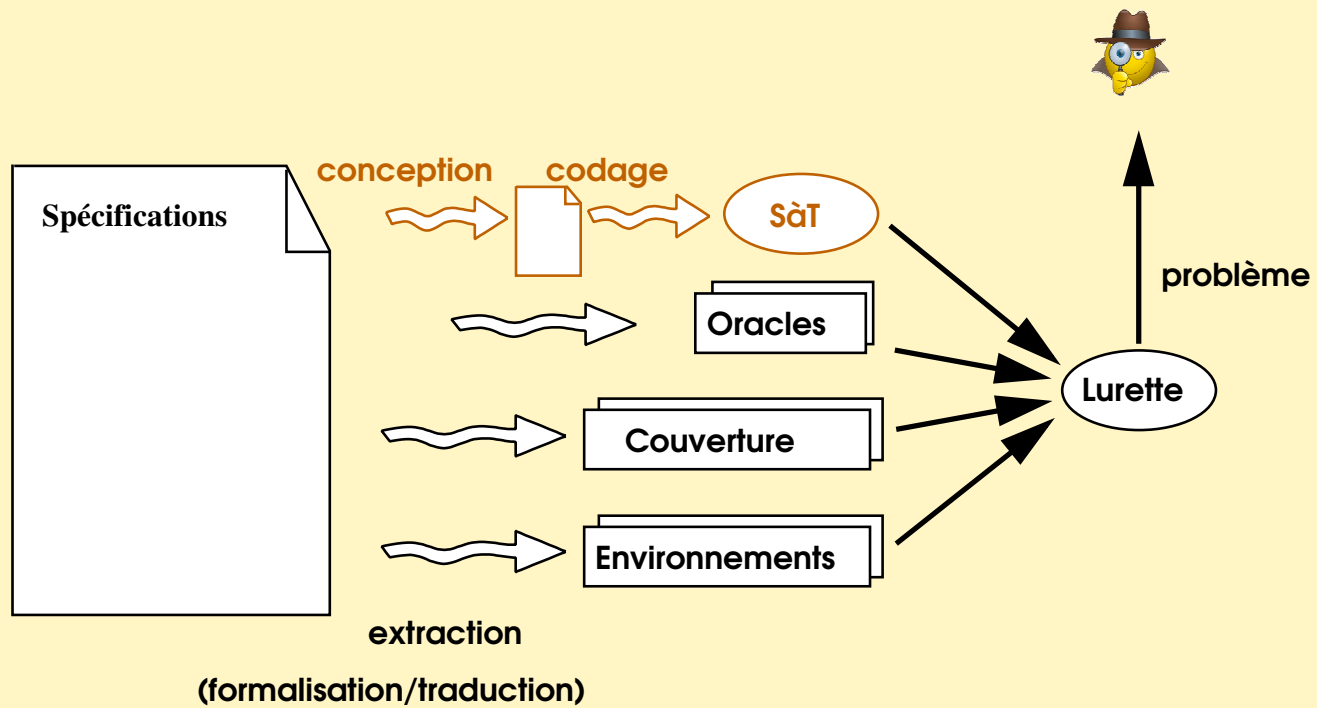 conception
codage
Spécifications
SàT
problème
Oracles
Lurette
Couverture
Environnements
extraction
(formalisation/traduction)